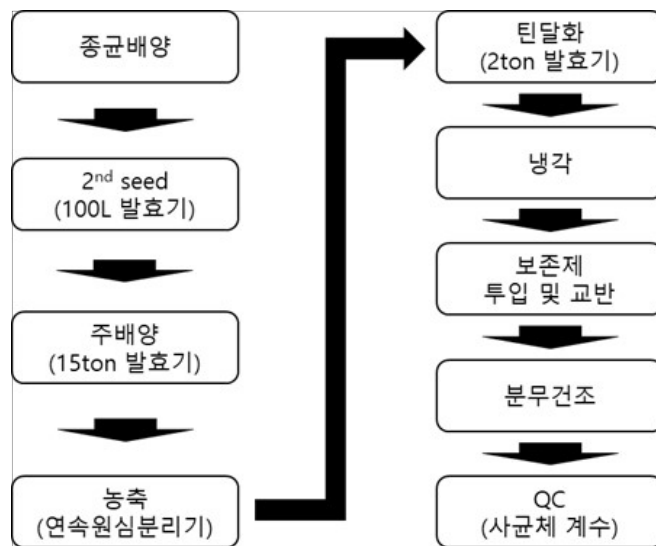 종균배양
2nd seed
(100L 발효기)
주배양
(15ton 발효기)
농축
(연속원심분리기)
틴달화
(2ton 발효기)
냉각
보존제
투입 및 교반
분무건조
QC
(사균체 계수)